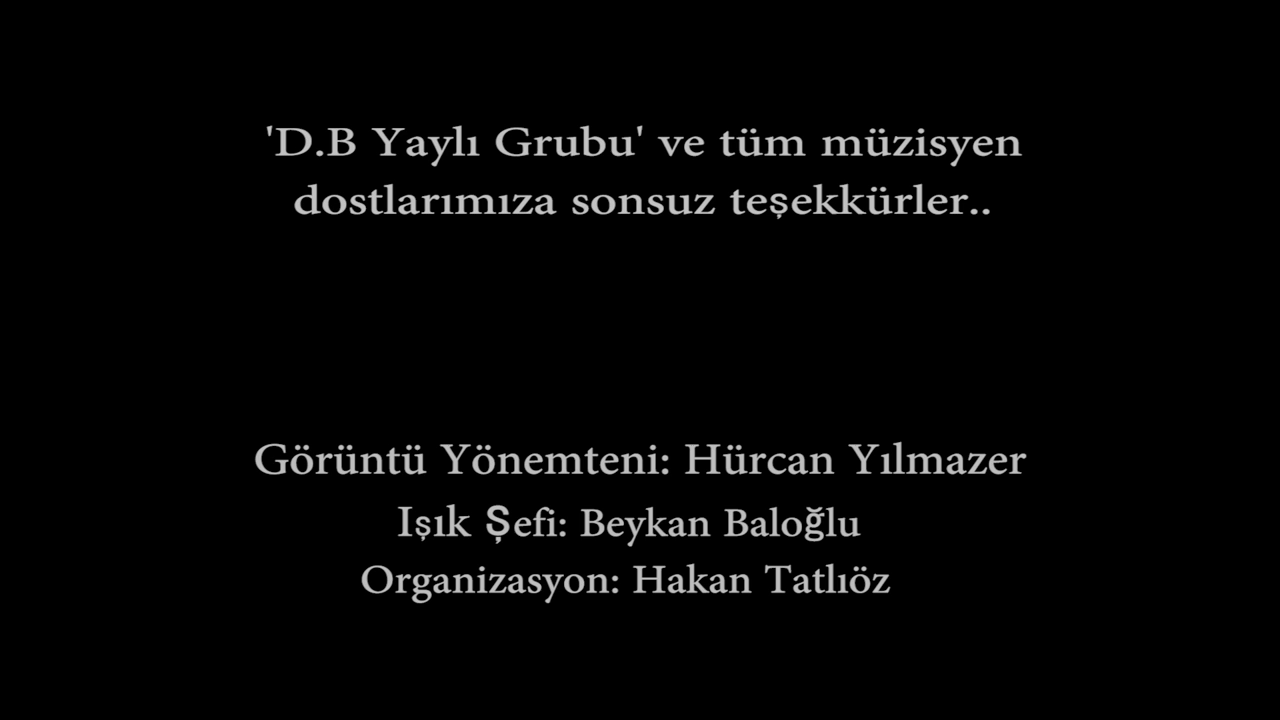 'D.B Yaylı Grubu' ve tüm müzisyen
dostlarımıza sonsuz teşekkürler..
Görüntü Yönemteni: Hürcan Yılmazer
Işık Şefi: Beykan Baloğlu
Organizasyon: Hakan Tatlıöz